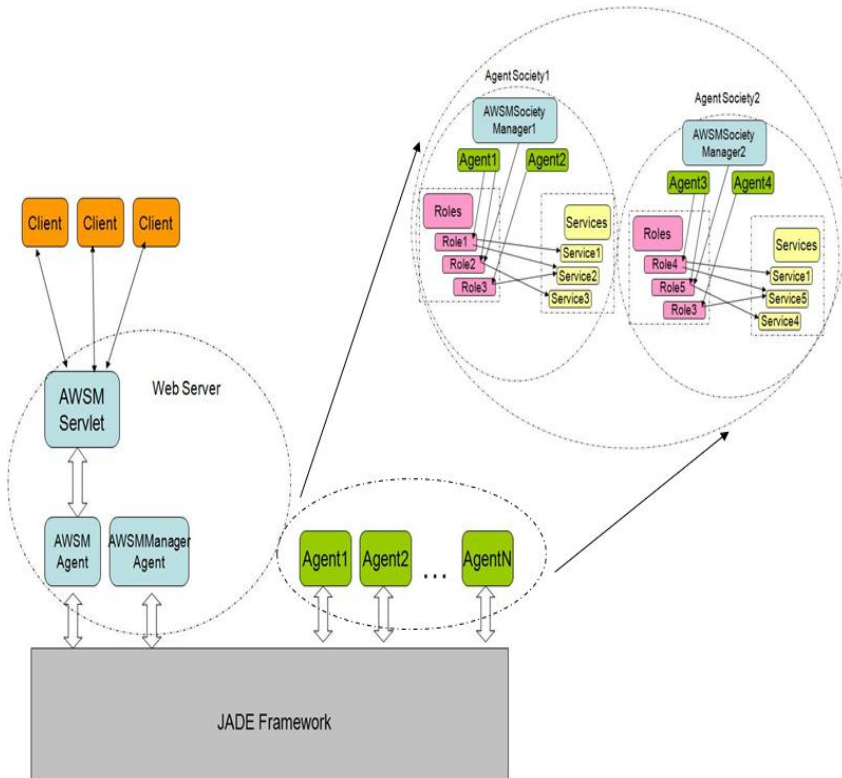 Agent Society1
AWSMSociety
Manager1
Agent1
Agent2
Roles
Role1
Role2
Role3
Services
Service1
Service2
Service3
Agent Society2
AWSMSociety
Manager2
Agent3
Agent4
Roles
Role4
Role5
Role3
Services
Service1
Service5
Service4
Client
Client
Client
Web Server
AWSM
Servlet
AWSM
Agent
AWSMManager
Agent
Agent1
Agent2
...
AgentN
JADE Framework